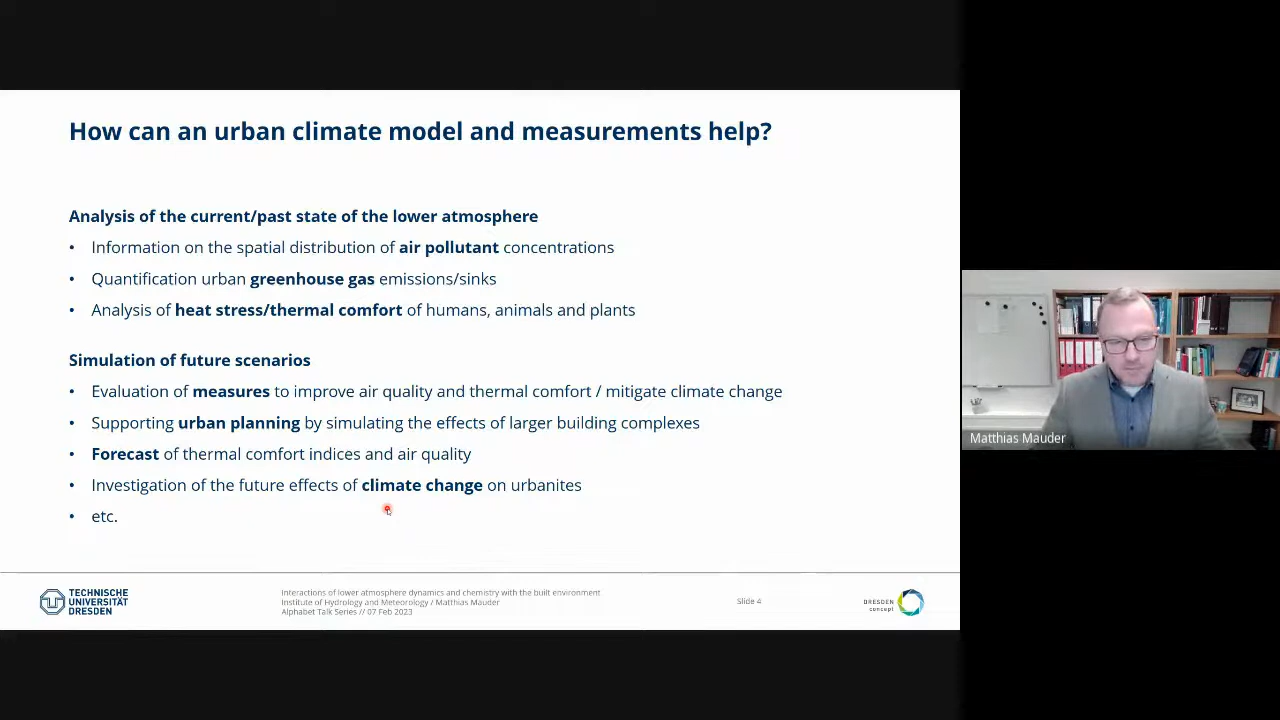 How can an urban climate model and measurements help?
Analysis of the current/past state of the lower atmosphere
• Information on the spatial distribution of air pollutant concentrations
• Quantification urban greenhouse gas emissions/sinks
• Analysis of heat stress/thermal comfort of humans, animals and plants
Simulation of future scenarios
• Evaluation of measures to improve air quality and thermal comfort / mitigate climate change
• Supporting urban planning by simulating the effects of larger building complexes
• Forecast of thermal comfort indices and air quality
• Investigation of the future effects of climate change on urbanites
• etc.
TECHNISCHE
UNIVERSITÄT
DRESDEN
Interactions of lower atmosphere dynamics and chemistry with the built environment
Institute of Hydrology and Meteorology / Matthias Mauder
Alphabet Talk Series // 07 Feb 2023
Slide 4
DRESDEN
concept
Matthias Mauder